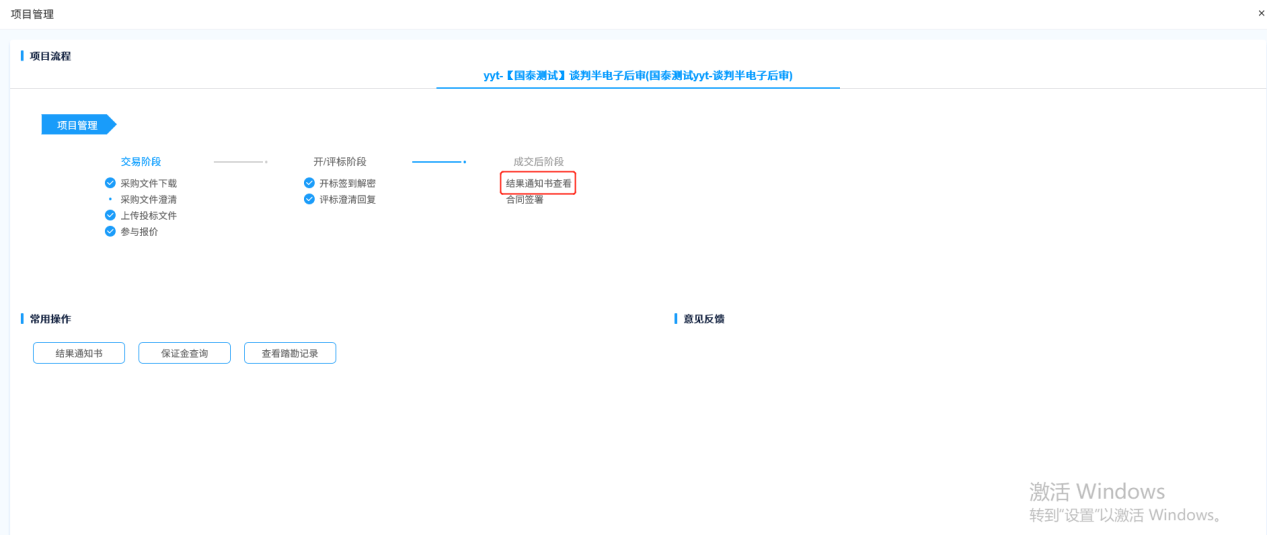 项目管理
×
项目流程
yyt-【国泰测试】谈判半电子后审(国泰测试yyt-谈判半电子后审)
项目管理
交易阶段 开/评标阶段 成交后阶段
采购文件下载 开标签到解密 结果通知书查看
采购文件澄清 评标澄清回复 合同签署
上传投标文件
参与报价
常用操作 意见反馈
结果通知书 保证金查询 查看踏勘记录
激活 Windows
转到"设置"以激活 Windows。